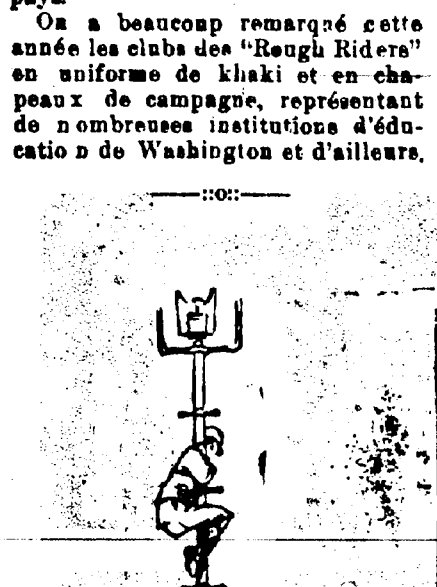 pays.
On a beaucoup remarqué cette
année les clubs des "Rough Riders"
en uniforme de khaki et en cha-
peaux de campagne, représentant
de nombreuses institutions d'édu-
cation de Washington et d'ailleurs.
——::o::——